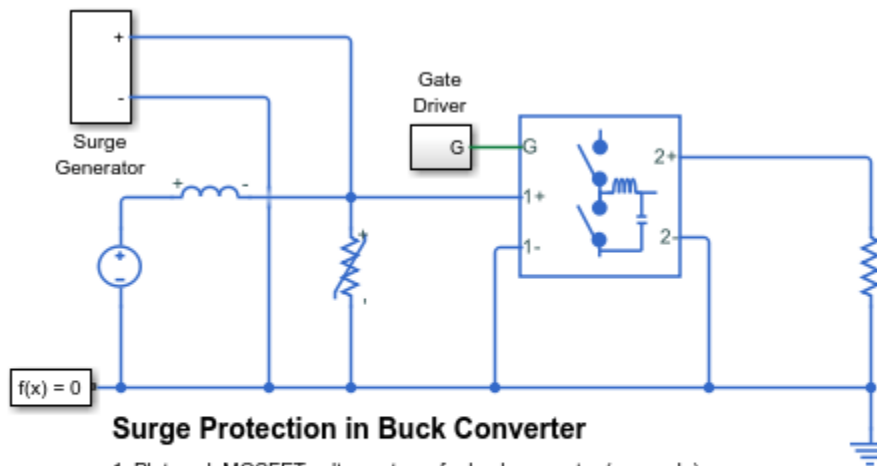 +
-
Surge
Generator
Gate
Driver
G
G
1+
1-
2+
2-
+
-
+
-
+
-
f(x) = 0
Surge Protection in Buck Converter